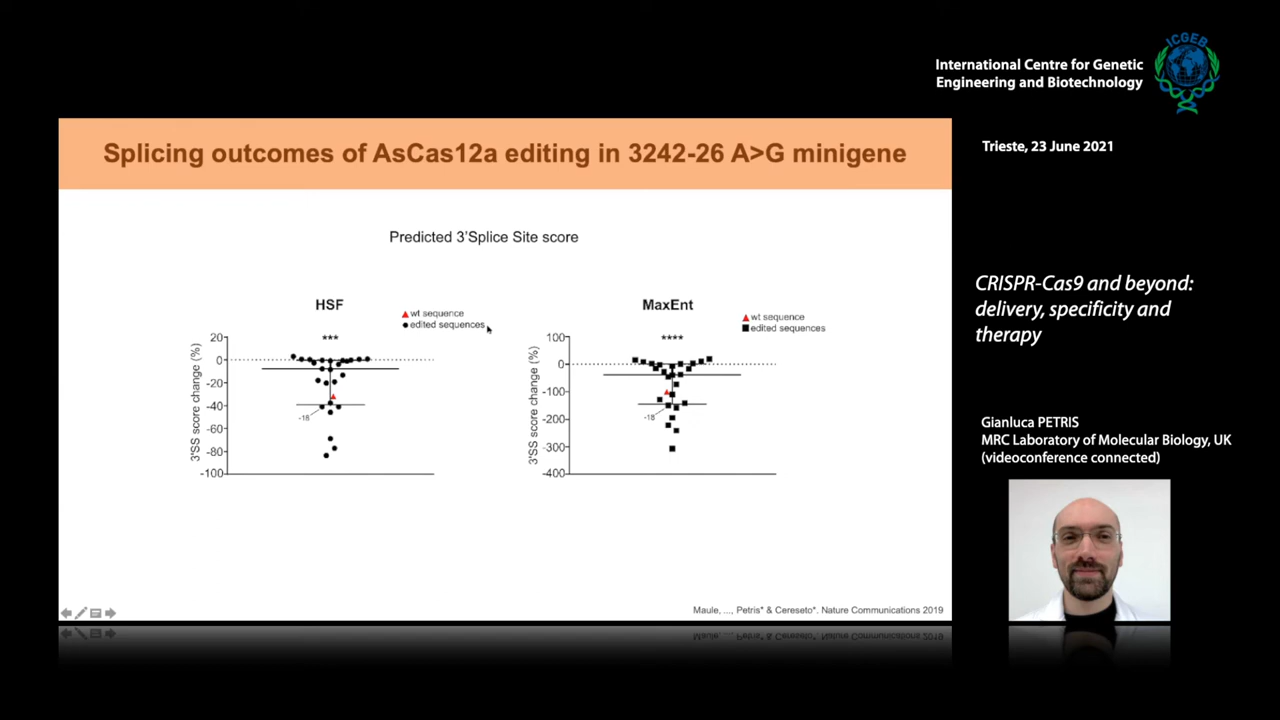 ICGEB
International Centre for Genetic
Engineering and Biotechnology
Trieste, 23 June 2021
Splicing outcomes of AsCas12a editing in 3242-26 A>G minigene
Predicted 3'Splice Site score
HSF
wt sequence
edited sequences
***
3'SS score change (%)
20
0
-20
-40
-60
-80
-100
-18
MaxEnt
wt sequence
edited sequences
****
3'SS score change (%)
100
0
-100
-200
-300
-400
-18
Maule, ..., Petris* & Cereseto*. Nature Communications 2019
CRISPR-Cas9 and beyond:
delivery, specificity and
therapy
Gianluca PETRIS
MRC Laboratory of Molecular Biology, UK
(videoconference connected)